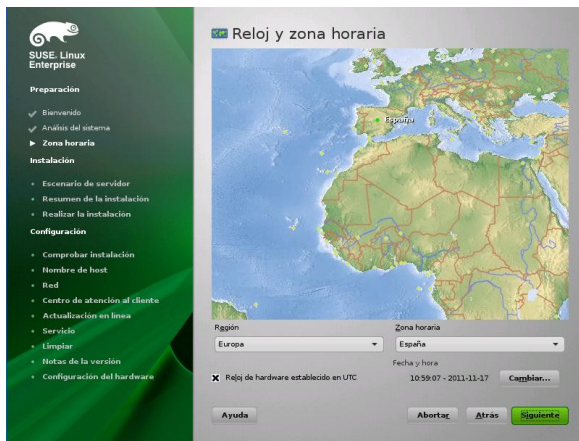 SUSE. Linux
Enterprise
Preparación
Bienvenido
Análisis del sistema
Zona horaria
Instalación
Escenario de servidor
Resumen de la instalación
Realizar la instalación
Configuración
Comprobar instalación
Nombre de host
Red
Centro de atención al cliente
Actualización en línea
Servicio
Limpiar
Notas de la versión
Configuración del hardware
Reloj y zona horaria
España
Región
Zona horaria
Europa
España
Fecha y hora
Reloj de hardware establecido en UTC
10:59:07 - 2011-11-17
Cambiar...
Ayuda
Abortar
Atrás
Siguiente